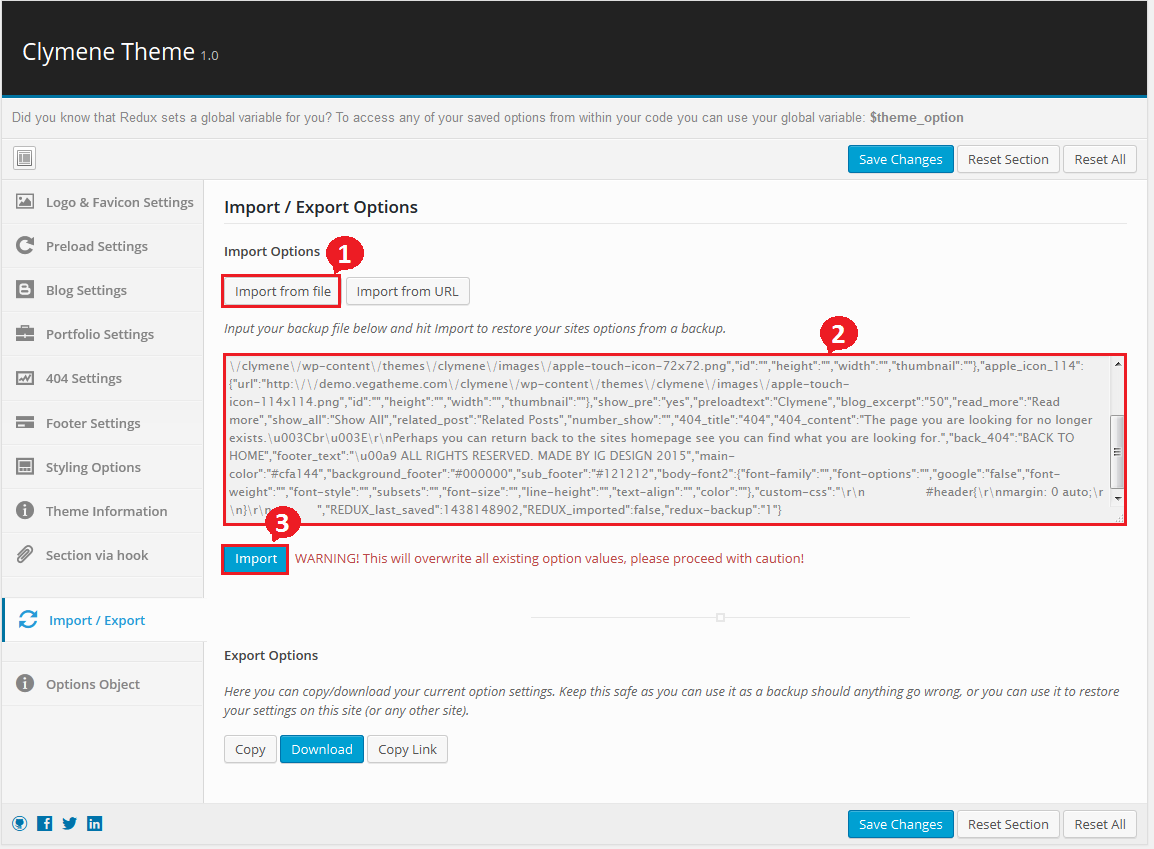 Clymene Theme 1.0
Did you know that Redux sets a global variable for you? To access any of your saved options from within your code you can use your global variable: $theme_option
Save Changes
Reset Section
Reset All
Logo & Favicon Settings
Preload Settings
Blog Settings
Portfolio Settings
404 Settings
Footer Settings
Styling Options
Theme Information
Section via hook
Import / Export
Options Object
Import / Export Options
Import Options
1
Import from file
Import from URL
Input your backup file below and hit Import to restore your sites options from a backup.
2
\/clymene\/wp-content\/themes\/clymene\/images\/apple-touch-icon-72x72.png","id":"","height":"","width":"","thumbnail":""},"apple_icon_114":
{"url":"http:\/\/demo.vegatheme.com\/clymene\/wp-content\/themes\/clymene\/images\/apple-touch-
icon-114x114.png","id":"","height":"","width":"","thumbnail":""},"show_pre":"yes","preloadtext":"Clymene","blog_excerpt":"50","read_more":"Read
more","show_all":"Show All","related_post":"Related Posts","number_show":"","404_title":"404","404_content":"The page you are looking for no longer
exists.\u003Cbr\u003E\r\nPerhaps you can return back to the sites homepage see you can find what you are looking for.","back_404":"BACK TO
HOME","footer_text":"\u00a9 ALL RIGHTS RESERVED. MADE BY IG DESIGN 2015","main-
color":"#cfa144","background_footer":"#000000","sub_footer":"#121212","body-font2":{"font-family":"","font-options":"","google":"false","font-
weight":"","font-style":"","subsets":"","font-size":"","line-height":"","text-align":"","color":""},"custom-css":"\r\n #header{\r\nmargin: 0 auto;\r
\n}\r\n ","REDUX_last_saved":1438148902,"REDUX_imported":false,"redux-backup":"1"}
3
Import
WARNING! This will overwrite all existing option values, please proceed with caution!
Export Options
Here you can copy/download your current option settings. Keep this safe as you can use it as a backup should anything go wrong, or you can use it to restore
your settings on this site (or any other site).
Copy
Download
Copy Link
Save Changes
Reset Section
Reset All